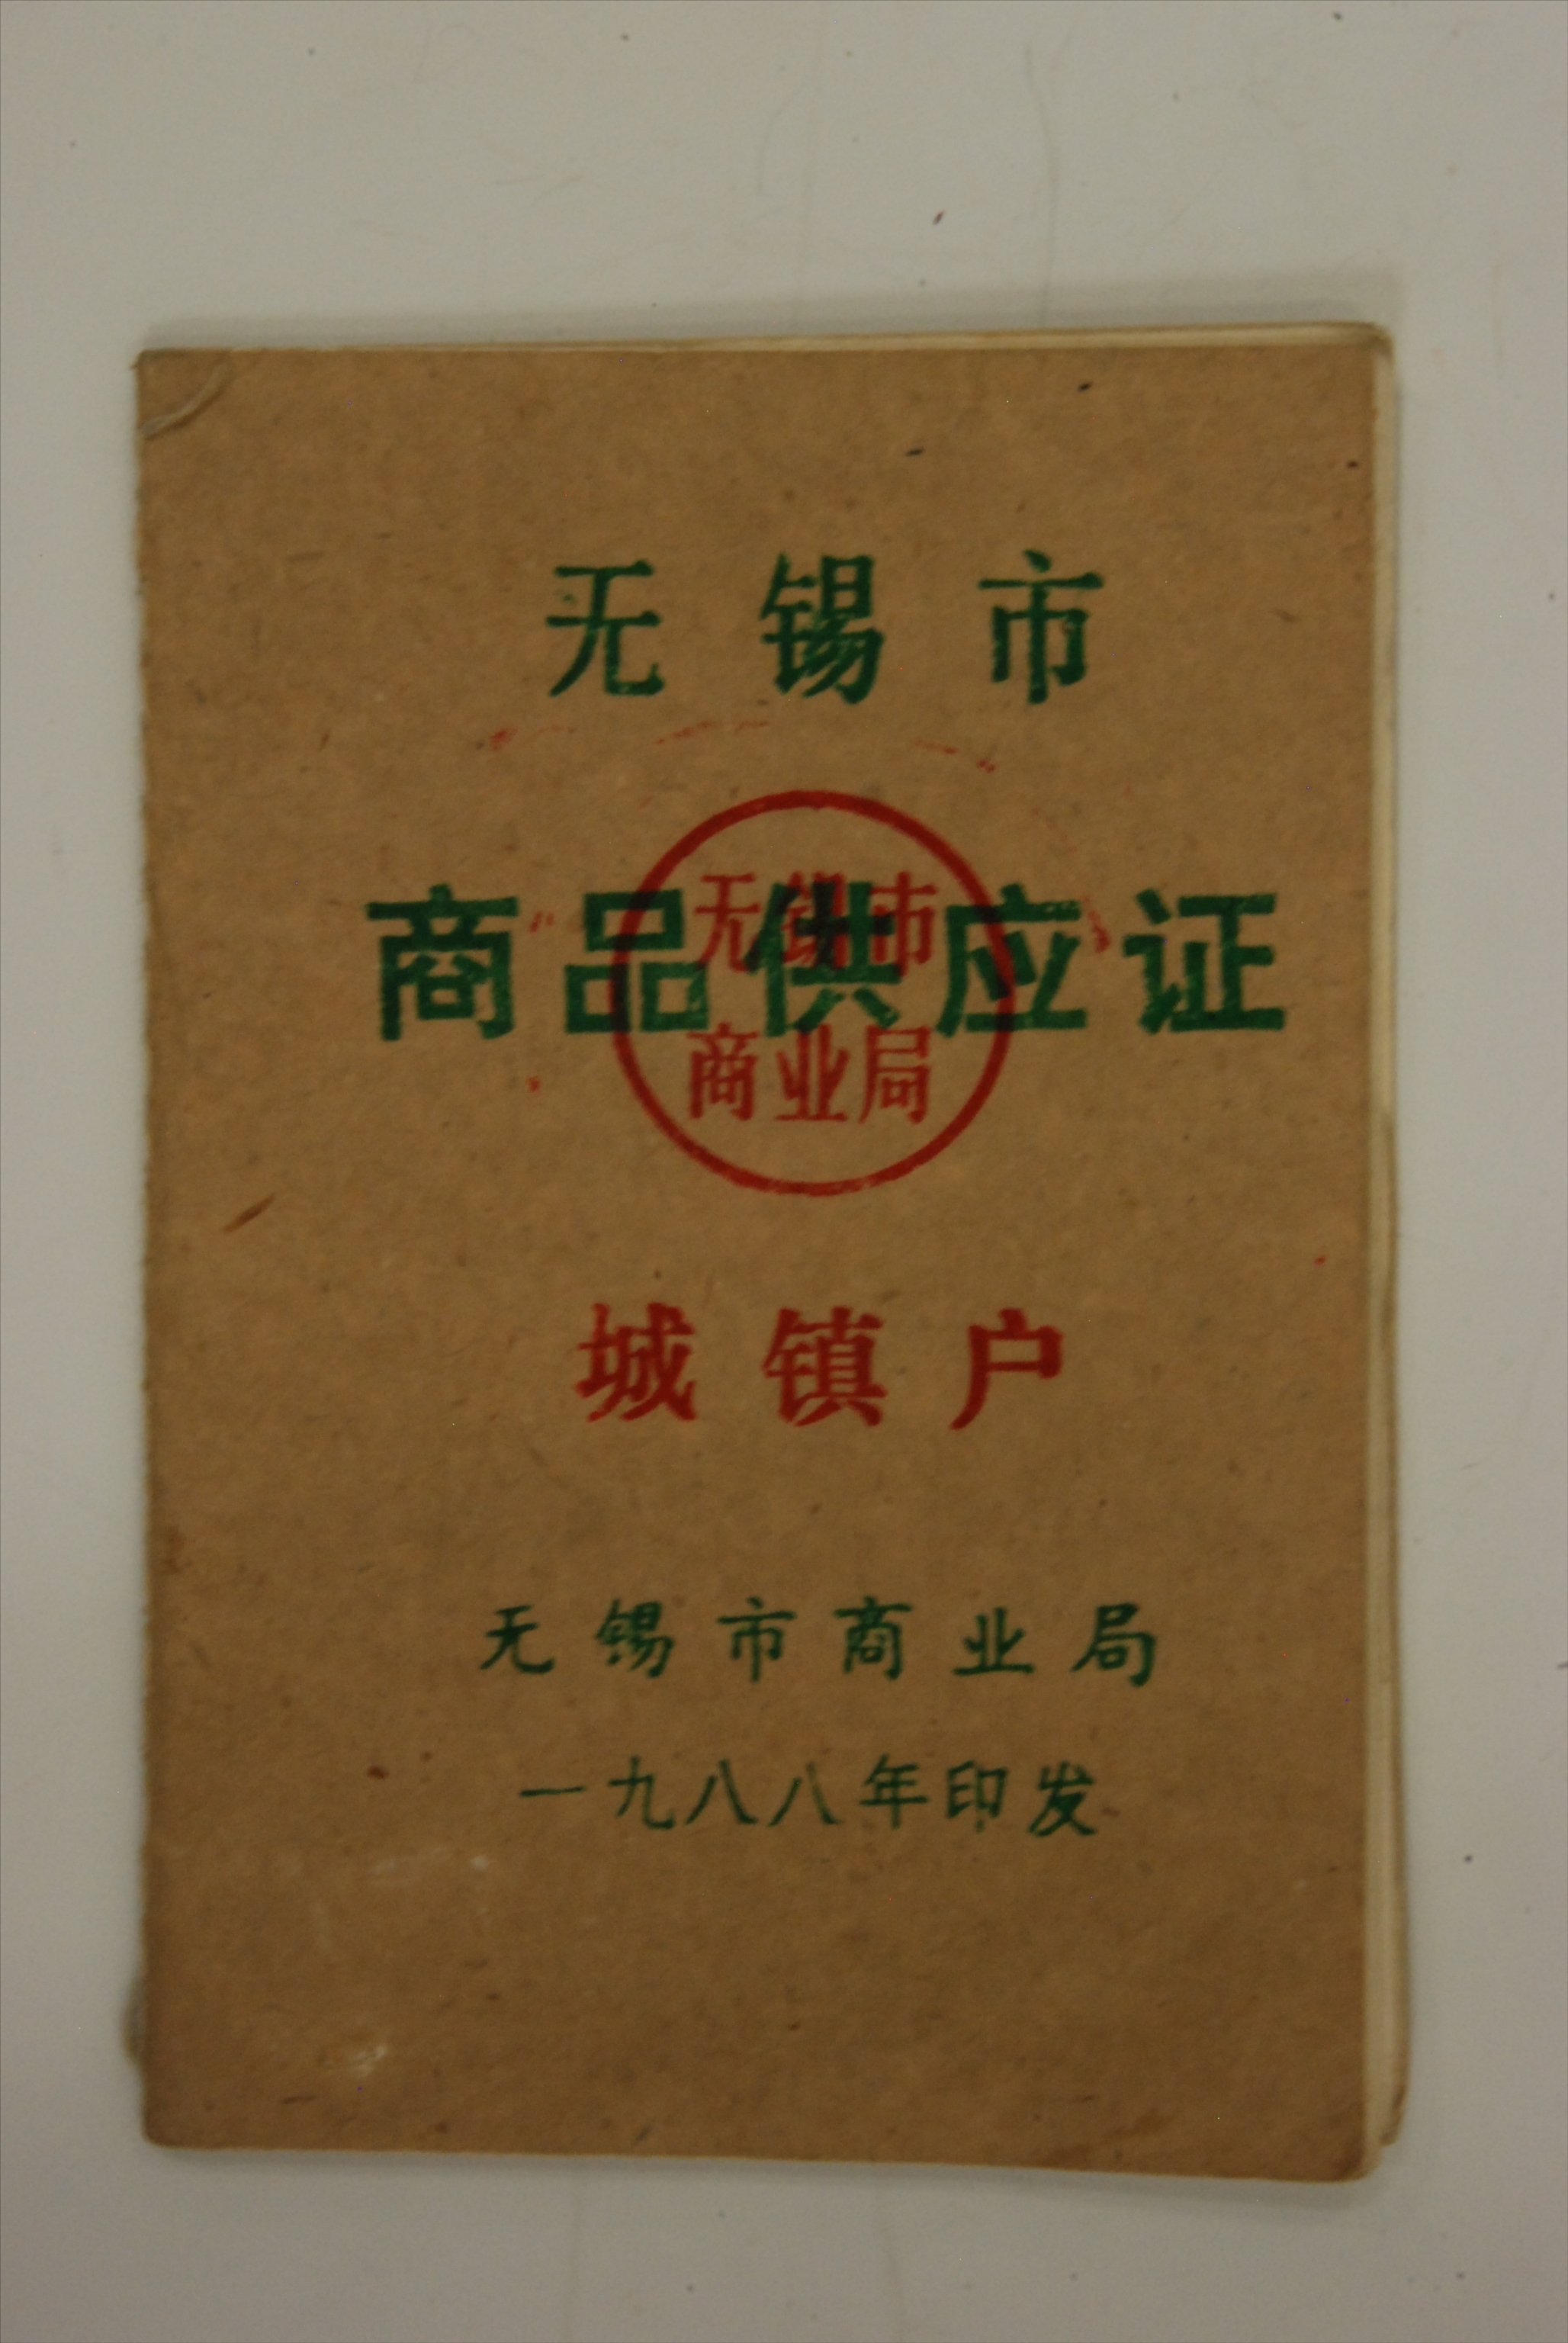 无锡市
商品供应证
无锡市
商业局
城镇户
无锡市商业局
一九八八年印发